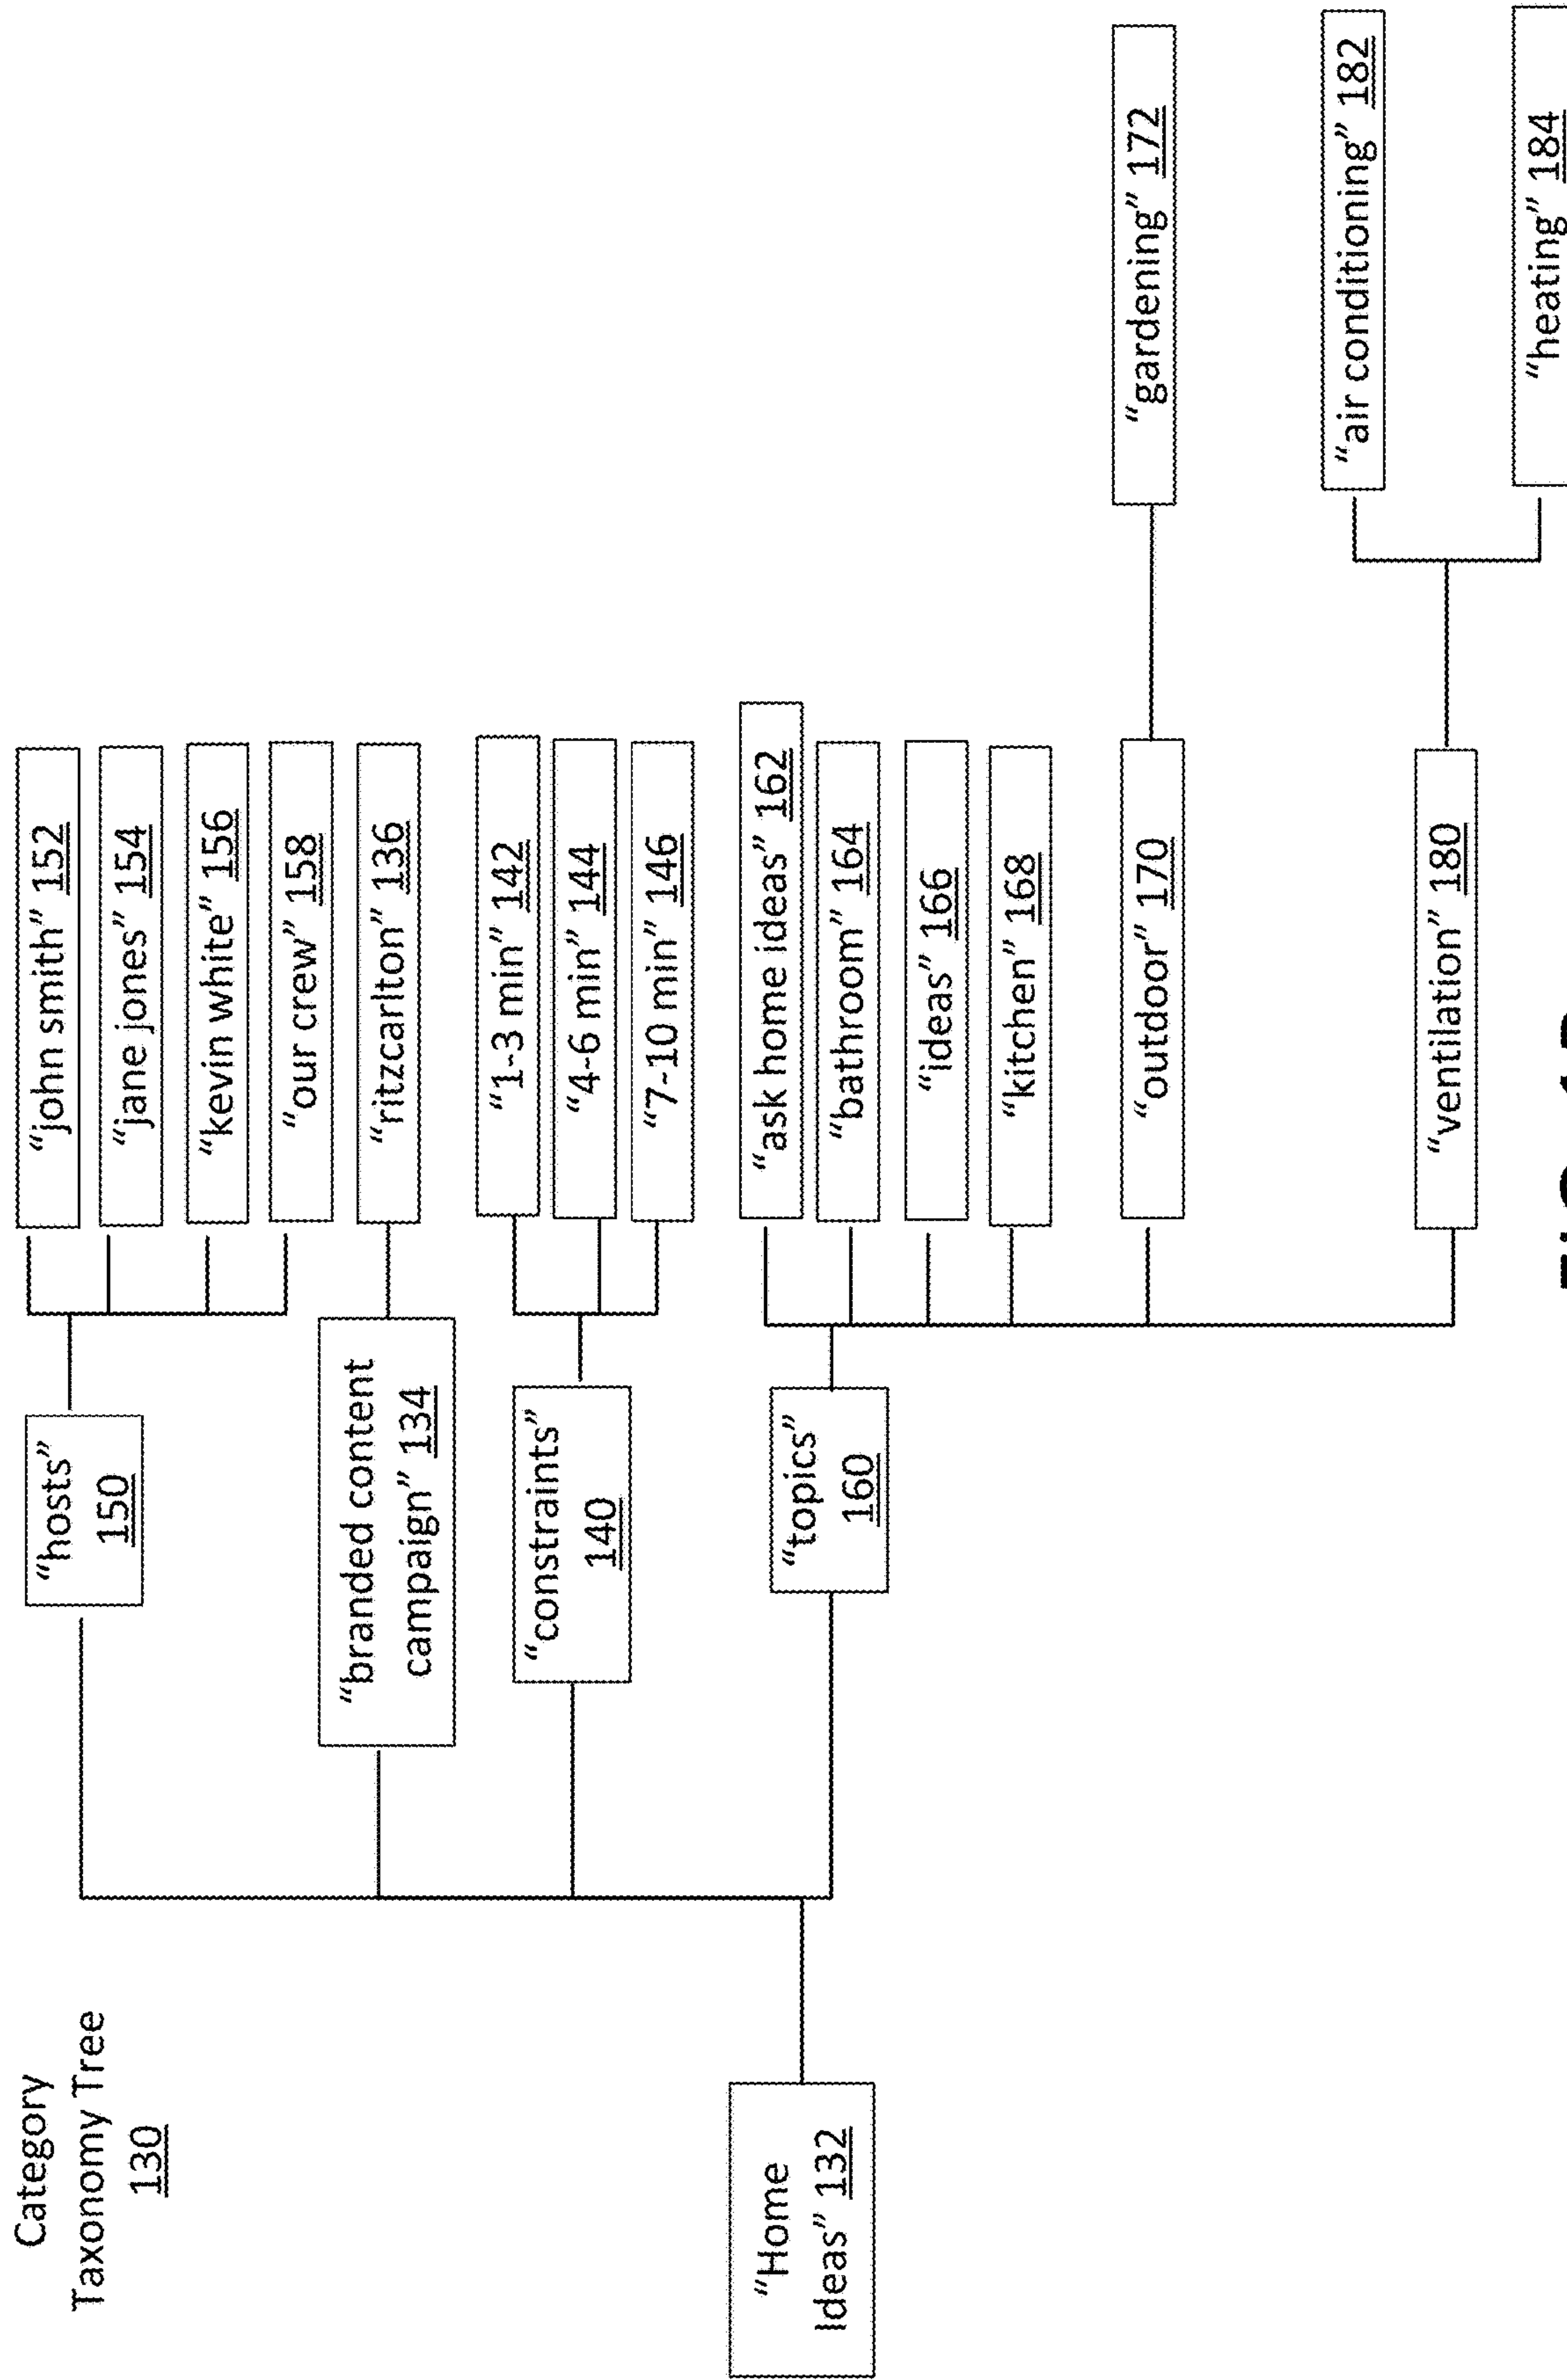 Category
Taxonomy Tree
130
“Home
Ideas” 132
“hosts”
150
“branded content
campaign” 134
“constraints”
140
“topics”
160
“john smith” 152
“jane jones” 154
“kevin white” 156
“our crew” 158
“ritzcarlton” 136
“1-3 min” 142
“4-6 min” 144
“7-10 min” 146
“ask home ideas” 162
“bathroom” 164
“ideas” 166
“kitchen” 168
“outdoor” 170
“ventilation” 180
“gardening” 172
“air conditioning” 182
“heating” 184